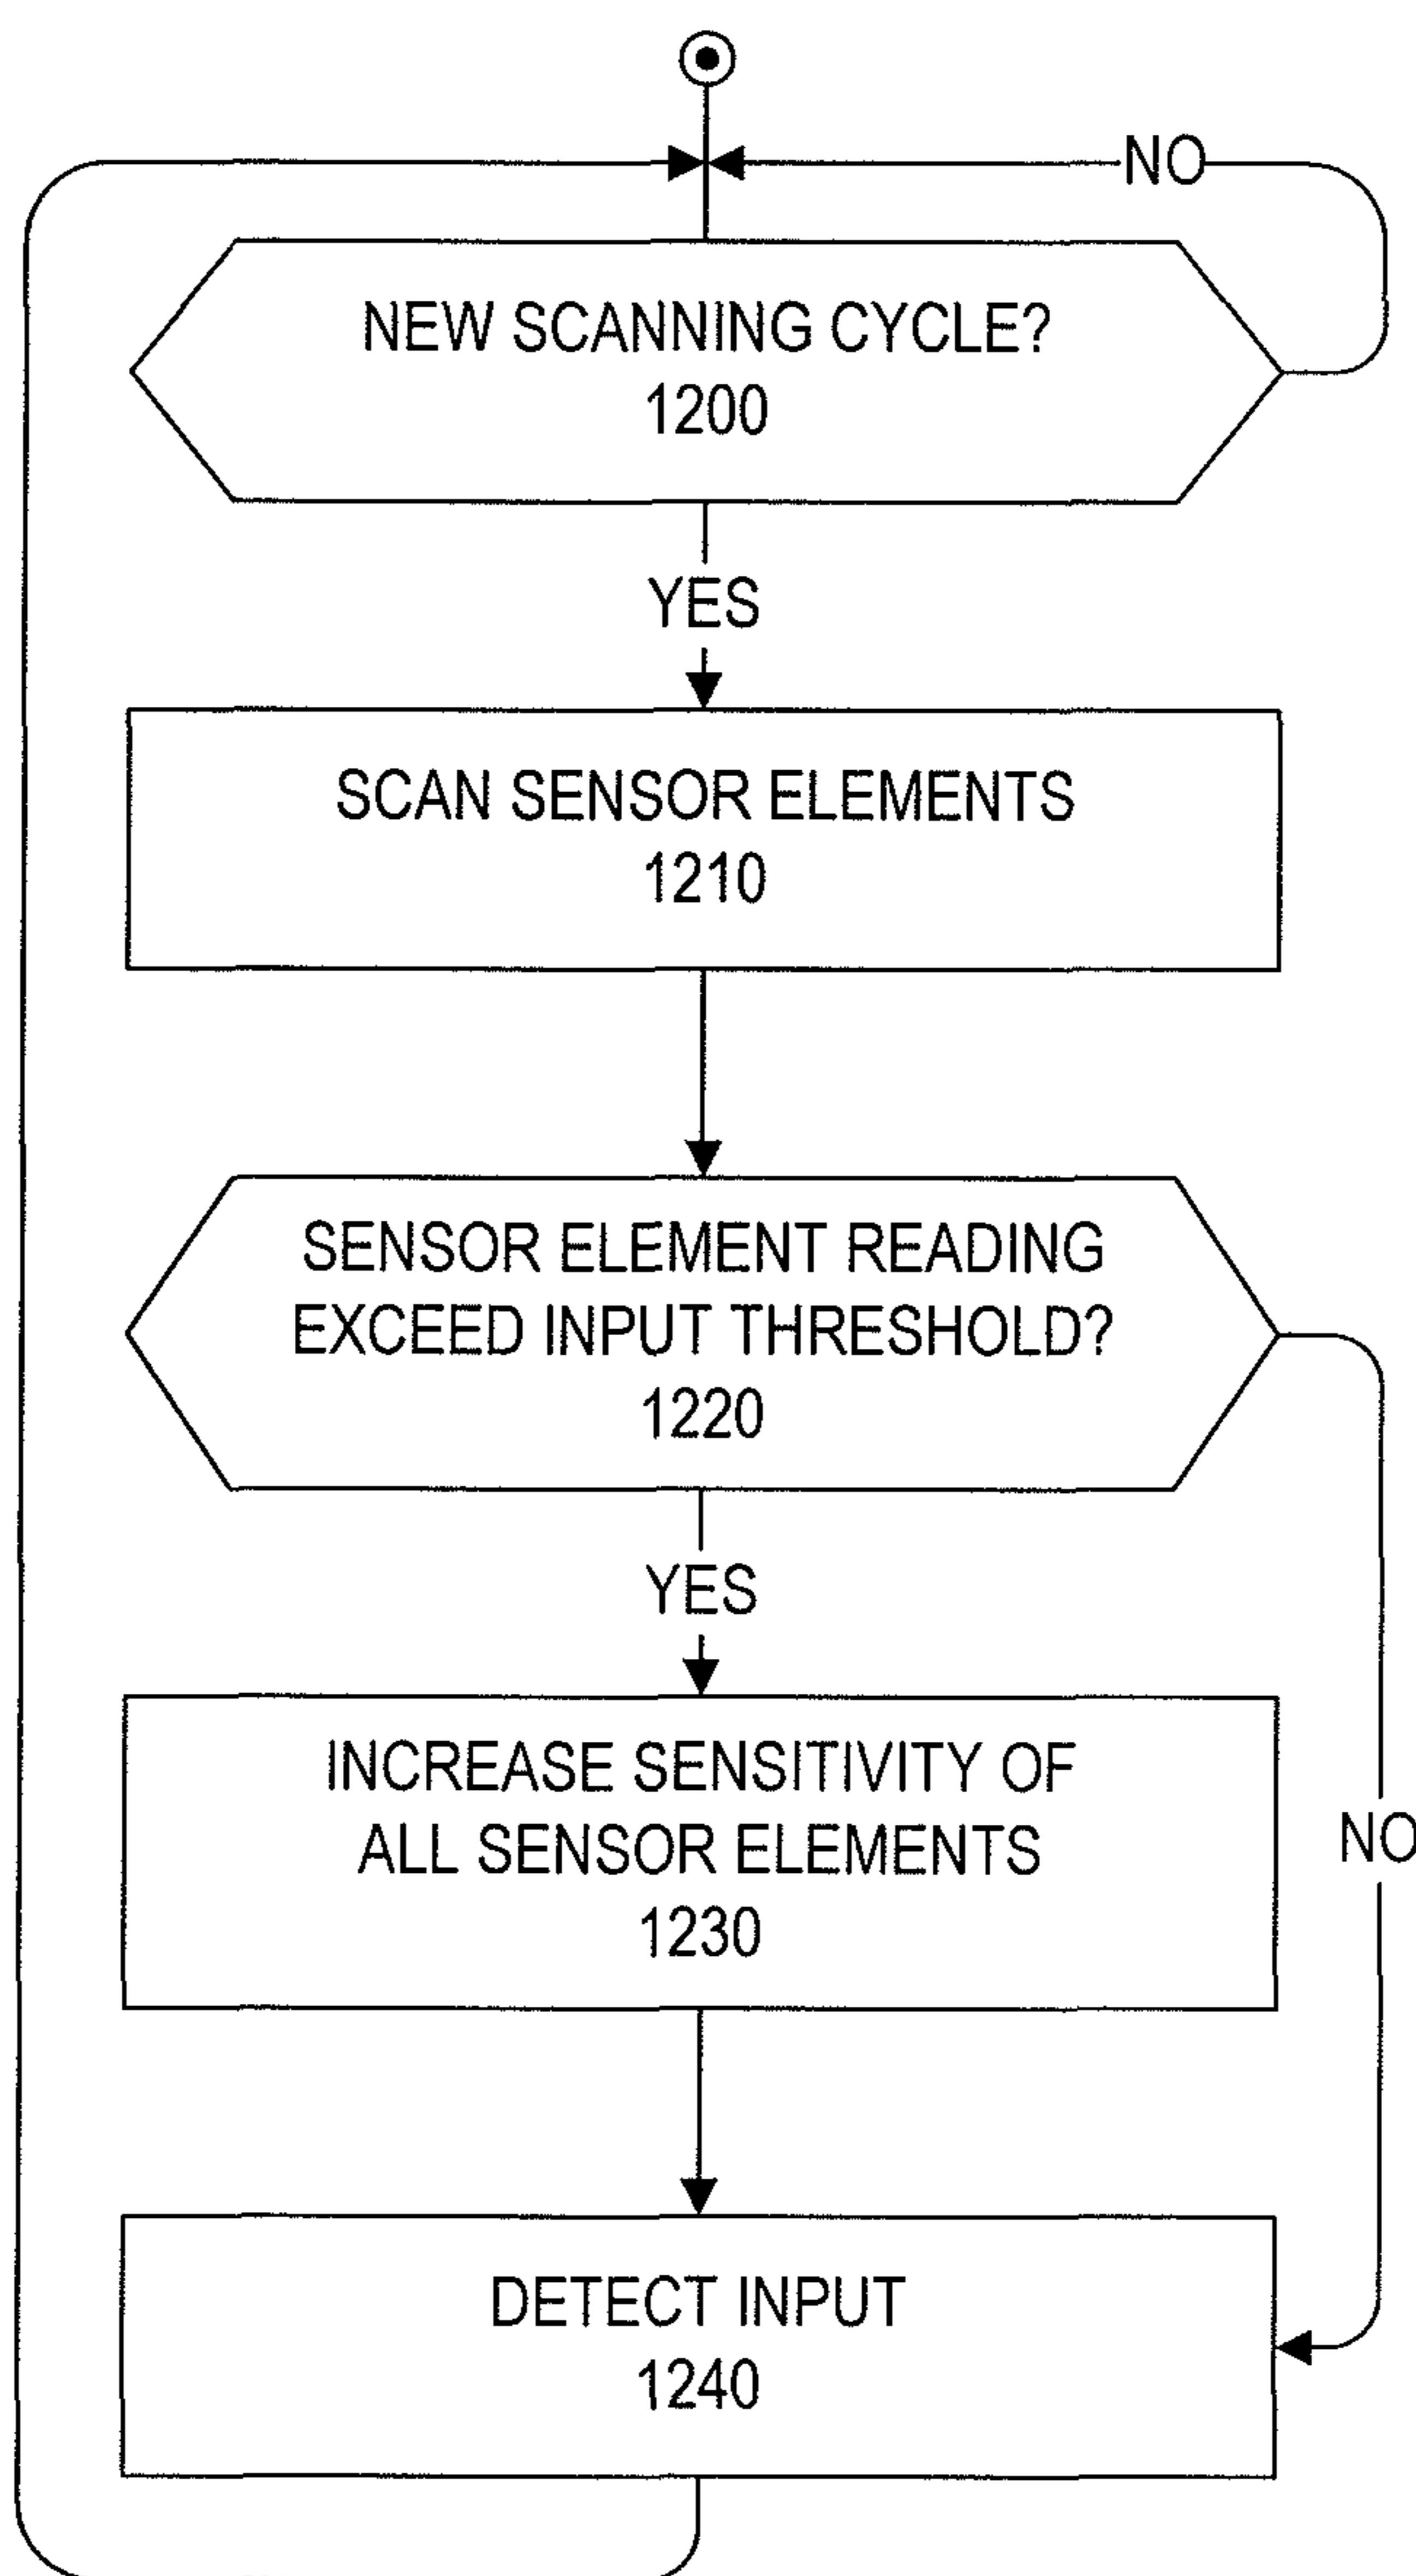 NO
NEW SCANNING CYCLE?
1200
YES
SCAN SENSOR ELEMENTS
1210
SENSOR ELEMENT READING
EXCEED INPUT THRESHOLD?
1220
YES
INCREASE SENSITIVITY OF
ALL SENSOR ELEMENTS
1230
NO
DETECT INPUT
1240